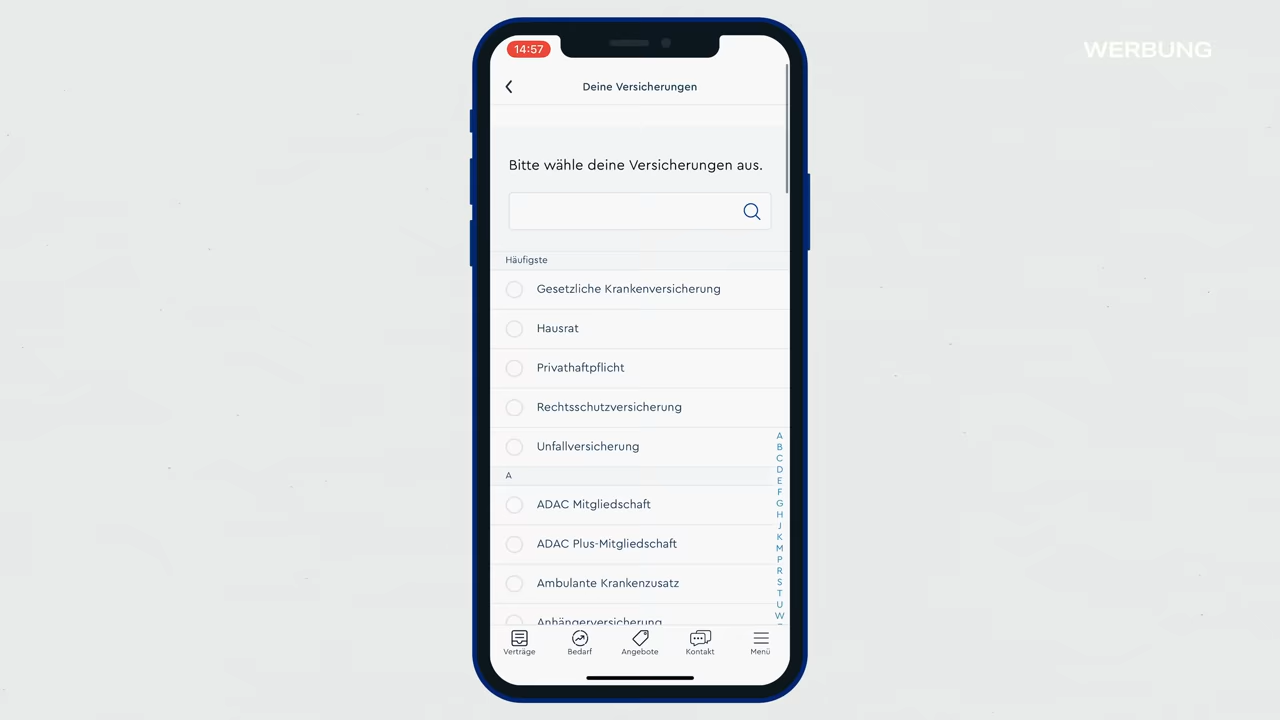 WERBUNG
14:57
Deine Versicherungen
Bitte wähle deine Versicherungen aus.
Häufigste
Gesetzliche Krankenversicherung
Hausrat
Privathaftpflicht
Rechtsschutzversicherung
Unfallversicherung
A
ADAC Mitgliedschaft
ADAC Plus-Mitgliedschaft
Ambulante Krankenzusatz
Anhängerversicherung
A
B
C
D
E
F
G
H
J
K
M
P
R
S
T
U
W
Verträge
Bedarf
Angebote
Kontakt
Menü